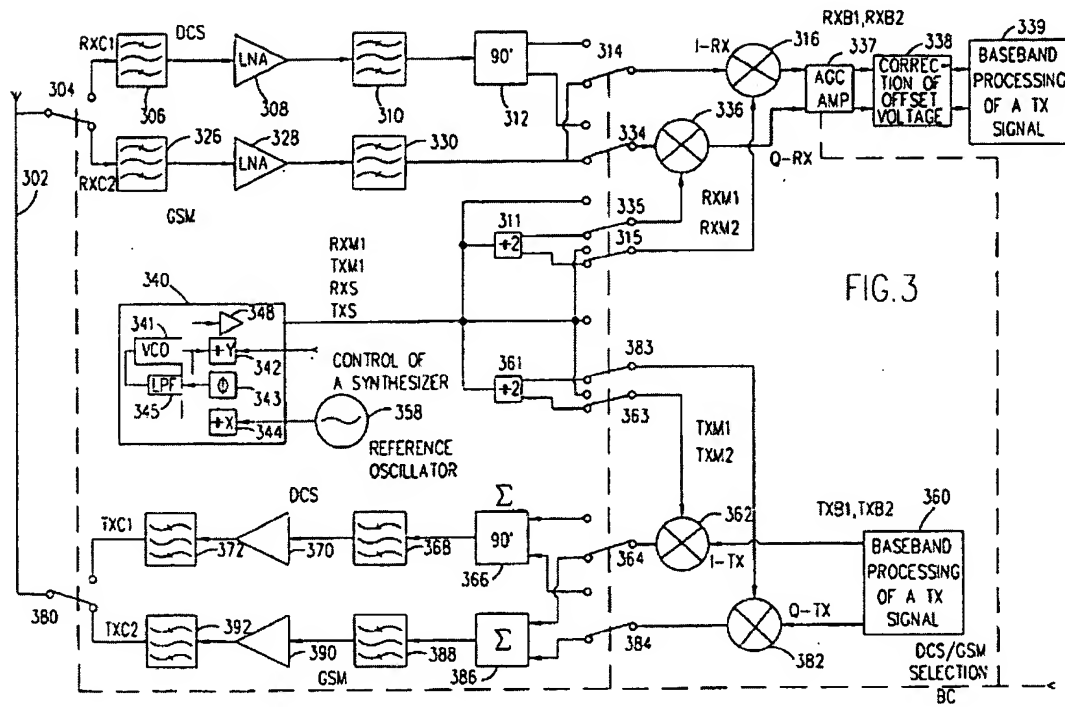 DCS
RXC1
304
306
LNA
308
310
90'
312
314
I-RX
316
RXB1,RXB2
337
AGC
AMP
338
CORREC-
TION OF
OFFSET
VOLTAGE
339
BASEBAND
PROCESSING
OF A TX
SIGNAL
326
LNA
328
330
334
336
Q-RX
RXC2
302
GSM
RXM1
TXM1
RXS
TXS
311
÷2
335
315
RXM1
RXM2
FIG.3
340
348
341
VCO
+Y
342
LPF
345
Φ
343
÷X
344
CONTROL OF
A SYNTHESIZER
358
REFERENCE
OSCILLATOR
361
÷2
383
363
TXM1
TXM2
DCS
TXC1
372
370
368
Σ
90'
366
364
362
I-TX
TXB1,TXB2
360
BASEBAND
PROCESSING
OF A TX
SIGNAL
380
TXC2
392
390
388
Σ
386
384
Q-TX
382
GSM
DCS/GSM
SELECTION
BC